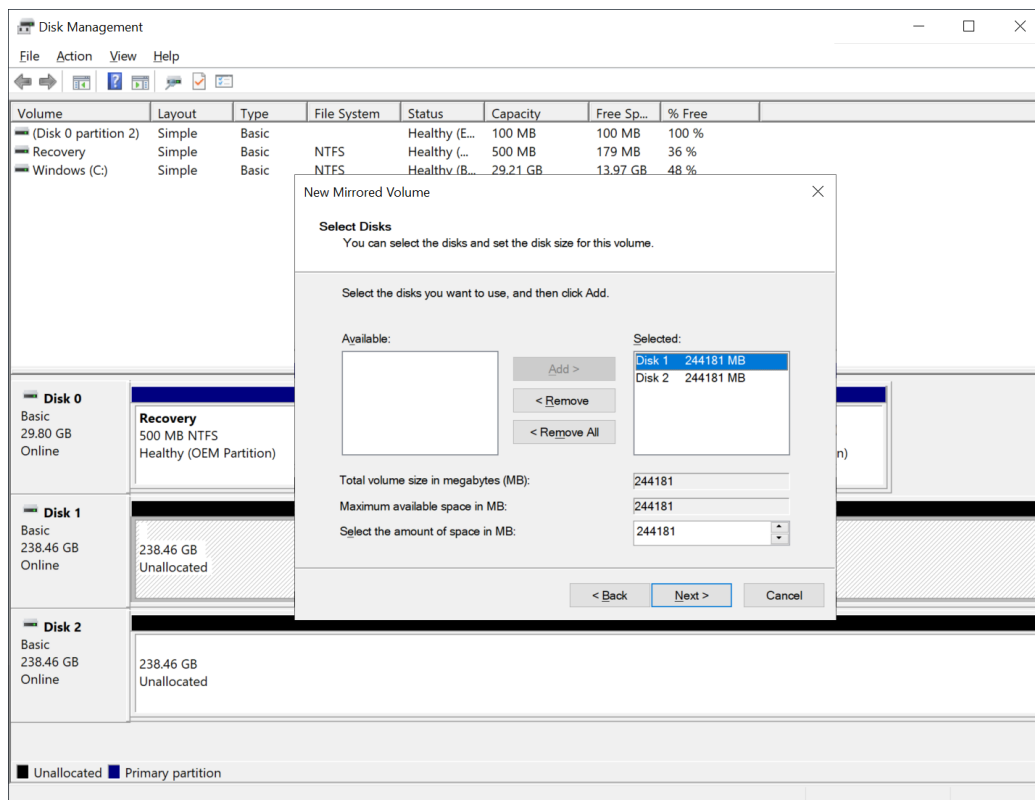 Disk Management
File Action View Help
Volume Layout Type File System Status Capacity Free Sp... % Free
(Disk 0 partition 2) Simple Basic Healthy (E... 100 MB 100 MB 100 %
Recovery Simple Basic NTFS Healthy (... 500 MB 179 MB 36 %
Windows (C:) Simple Basic NTFS Healthy (B... 29.21 GB 13.97 GB 48 %
New Mirrored Volume
Select Disks
You can select the disks and set the disk size for this volume.
Select the disks you want to use, and then click Add.
Available: Selected:
Disk 1 244181 MB
Disk 2 244181 MB
Add >
< Remove
< Remove All
Total volume size in megabytes (MB): 244181
Maximum available space in MB: 244181
Select the amount of space in MB: 244181
< Back Next > Cancel
Disk 0
Basic
29.80 GB
Online
Recovery
500 MB NTFS
Healthy (OEM Partition)
n)
Disk 1
Basic
238.46 GB
Online
238.46 GB
Unallocated
Disk 2
Basic
238.46 GB
Online
238.46 GB
Unallocated
Unallocated Primary partition